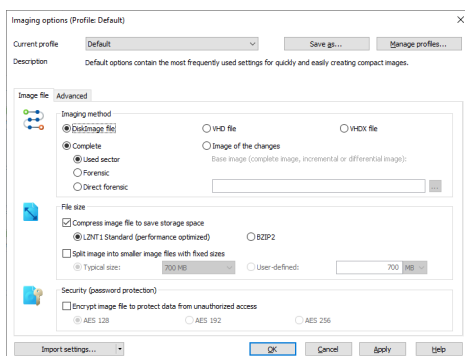 Imaging options (Profile: Default)
Current profile
Default
Save as...
Manage profiles...
Description
Default options contain the most frequently used settings for quickly and easily creating compact images.
Image file
Advanced
Imaging method
DiskImage file
VHD file
VHDX file
Complete
Image of the changes
Used sector
Base image (complete image, incremental or differential image):
Forensic
Direct forensic
...
File size
Compress image file to save storage space
LZNT1 Standard (performance optimized)
BZIP2
Split image into smaller image files with fixed sizes
Typical size:
700 MB
User-defined:
700
MB
Security (password protection)
Encrypt image file to protect data from unauthorized access
AES 128
AES 192
AES 256
Import settings...
OK
Cancel
Apply
Help